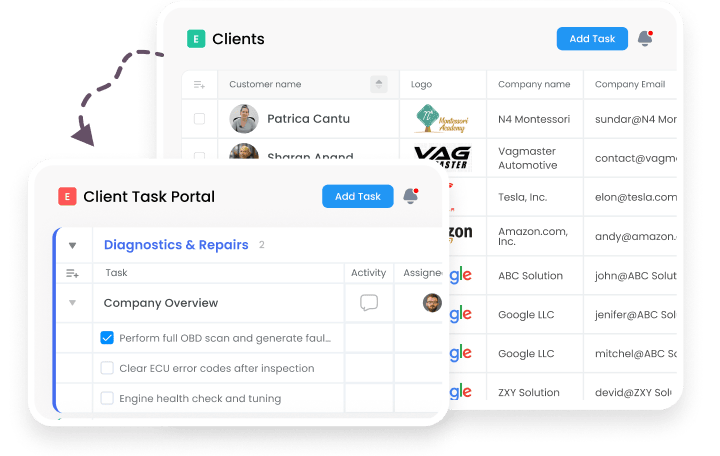 E Clients
Add Task
Customer name
Logo
Company name
Company Email
Patrica Cantu
Montessori
Academy
N4 Montessori
sundar@N4 Mon
Sharan Anand
VAG
MASTER
Vagmaster
Automotive
contact@vagm
Tesla, Inc.
elon@tesla.com
zon
Amazon.com,
Inc.
andy@amazon.
gle
ABC Solution
john@ABC Solut
gle
Google LLC
jenifer@ABC Sol
gle
Google LLC
mitchel@ABC So
gle
ZXY Solution
devid@ZXY Solu
E Client Task Portal
Add Task
Diagnostics & Repairs 2
Task
Activity
Assignee
Company Overview
Perform full OBD scan and generate faul...
Clear ECU error codes after inspection
Engine health check and tuning